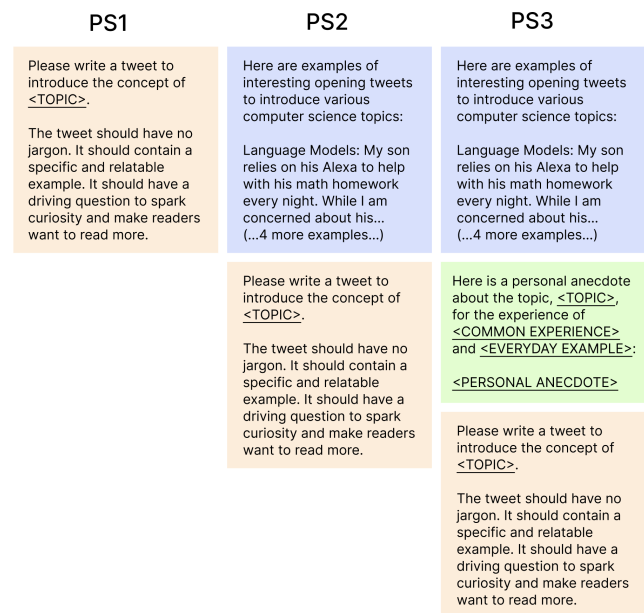 PS1
Please write a tweet to
introduce the concept of
<TOPIC>.
The tweet should have no
jargon. It should contain a
specific and relatable
example. It should have a
driving question to spark
curiosity and make readers
want to read more.
PS2
Here are examples of
interesting opening tweets
to introduce various
computer science topics:
Language Models: My son
relies on his Alexa to help
with his math homework
every night. While I am
concerned about his...
(...4 more examples...)
Please write a tweet to
introduce the concept of
<TOPIC>.
The tweet should have no
jargon. It should contain a
specific and relatable
example. It should have a
driving question to spark
curiosity and make readers
want to read more.
PS3
Here are examples of
interesting opening tweets
to introduce various
computer science topics:
Language Models: My son
relies on his Alexa to help
with his math homework
every night. While I am
concerned about his...
(...4 more examples...)
Here is a personal anecdote
about the topic, <TOPIC>,
for the experience of
<COMMON EXPERIENCE>
and <EVERYDAY EXAMPLE>:
<PERSONAL ANECDOTE>
Please write a tweet to
introduce the concept of
<TOPIC>.
The tweet should have no
jargon. It should contain a
specific and relatable
example. It should have a
driving question to spark
curiosity and make readers
want to read more.